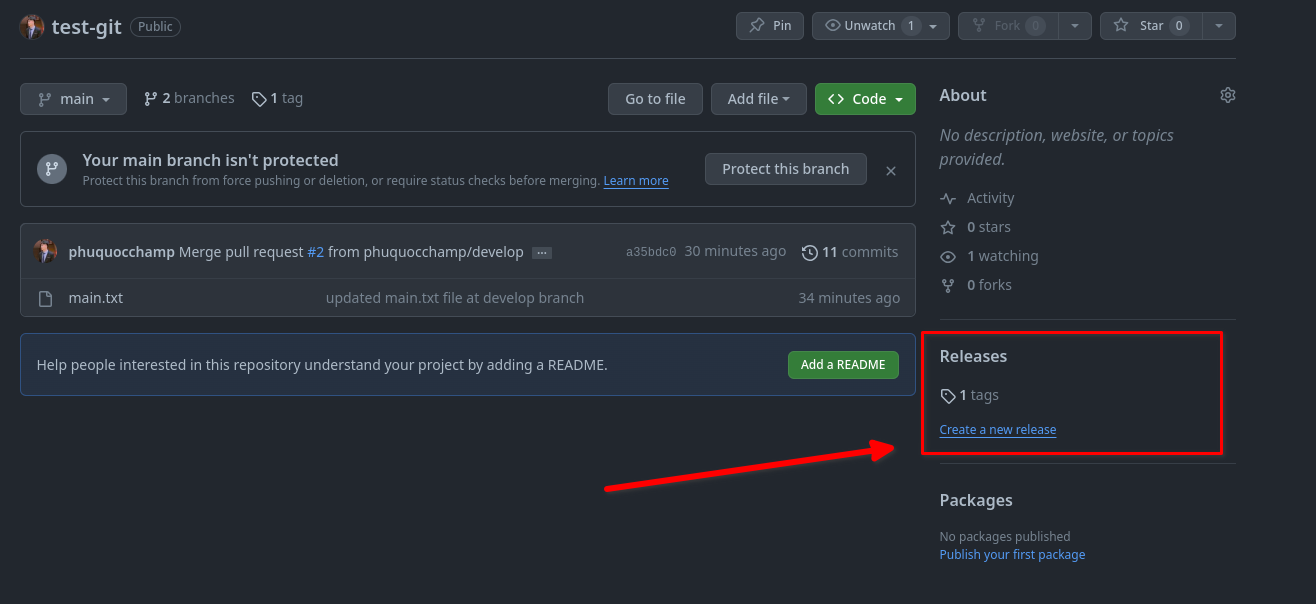 test-git Public Pin Unwatch 1 Fork 0 Star 0
main 2 branches 1 tag Go to file Add file Code
Your main branch isn't protected
Protect this branch from force pushing or deletion, or require status checks before merging. Learn more
Protect this branch
phuquocchamp Merge pull request #2 from phuquocchamp/develop ... a35bdc0 30 minutes ago 11 commits
main.txt updated main.txt file at develop branch 34 minutes ago
Help people interested in this repository understand your project by adding a README. Add a README
About
No description, website, or topics
provided.
Activity
0 stars
1 watching
0 forks
Releases
1 tags
Create a new release
Packages
No packages published
Publish your first package